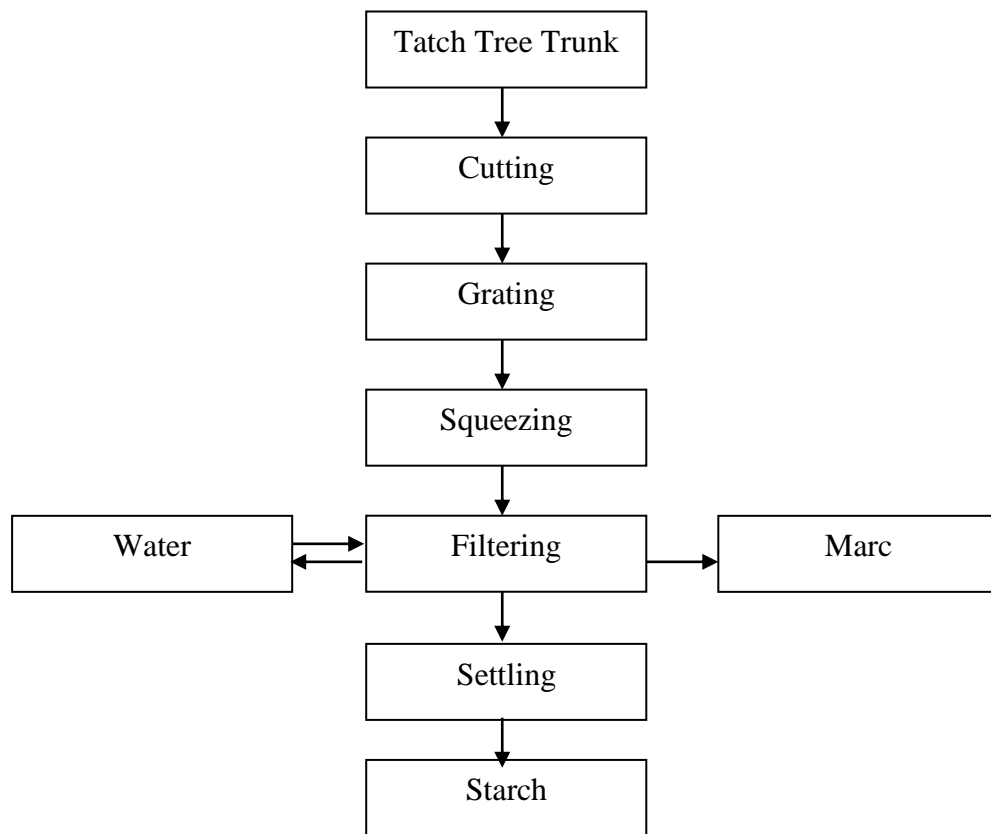 Tatch Tree Trunk
Cutting
Grating
Squeezing
Water
Filtering
Marc
Settling
Starch